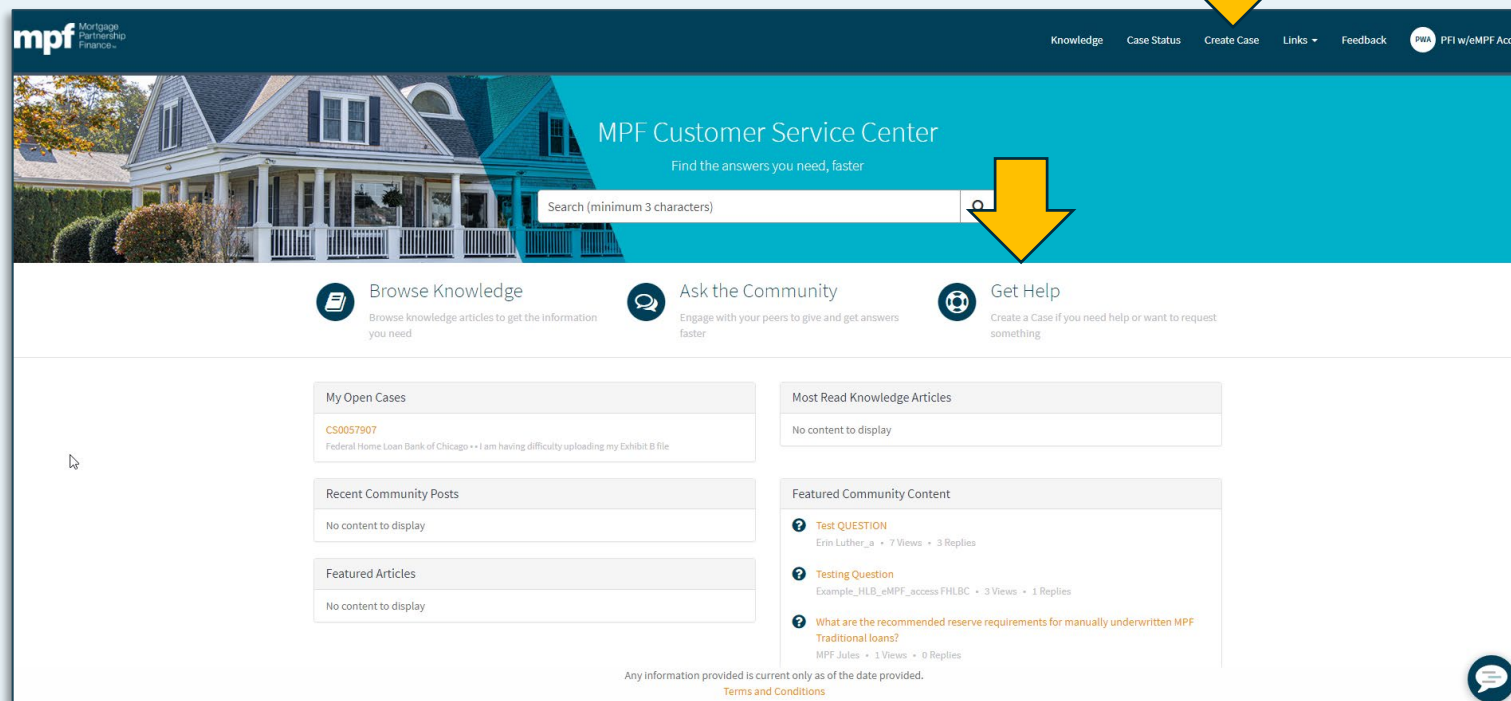 mpf Mortgage
Partnership
Finance
Knowledge Case Status Create Case Links Feedback PWA PFI w/eMPF
MPF Customer Service Center
Find the answers you need, faster
Search (minimum 3 characters)
Browse Knowledge
Browse knowledge articles to get the information
you need
Ask the Community
Engage with your peers to give and get answers
faster
Get Help
Create a Case if you need help or want to request
something
My Open Cases
CS0057907
Federal Home Loan Bank of Chicago • • I am having difficulty uploading my Exhibit B file
Most Read Knowledge Articles
No content to display
Recent Community Posts
No content to display
Featured Articles
No content to display
Featured Community Content
Test QUESTION
Erin Luther_a • 7 Views • 3 Replies
Testing Question
Example_HLB_eMPF_access FHLBC • 3 Views • 1 Replies
What are the recommended reserve requirements for manually underwritten MPF
Traditional loans?
MPF Jules • 1 Views • 0 Replies
Any information provided is current only as of the date provided.
Terms and Conditions